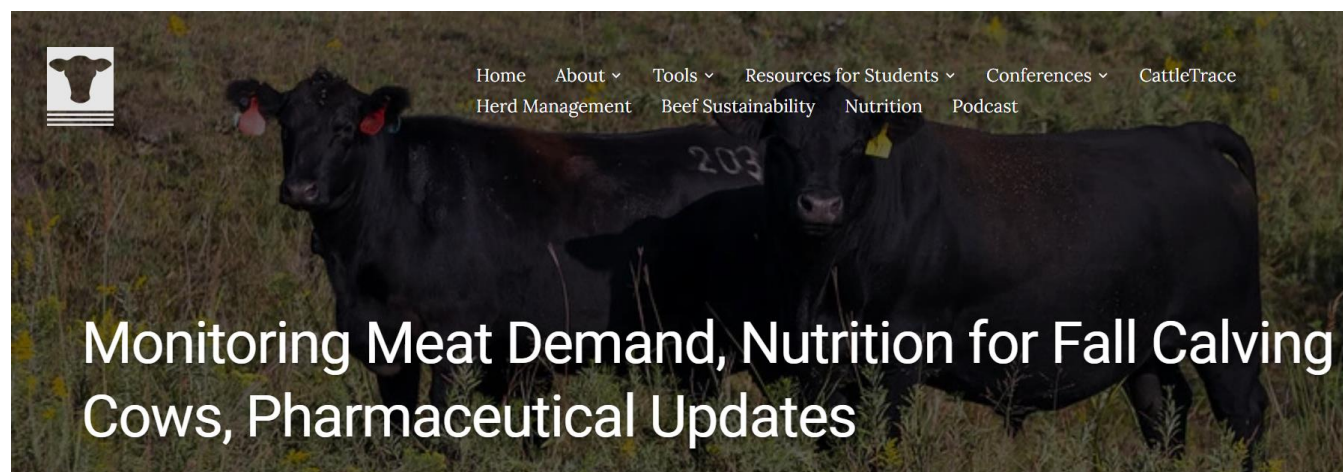 Home About Tools Resources for Students Conferences CattleTrace
Herd Management Beef Sustainability Nutrition Podcast
203
Monitoring Meat Demand, Nutrition for Fall Calving
Cows, Pharmaceutical Updates